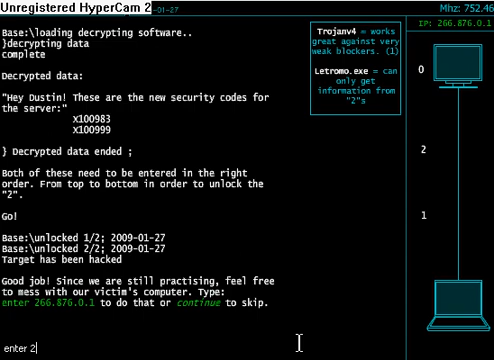 Unregistered HyperCam 2 -01-27
Mhz: 752.46
IP: 266.876.0.1
Base:\loading decrypting software..
}decrypting data
complete
Decrypted data:
"Hey Dustin! These are the new security codes for
the server:"
x100983
x100999
} Decrypted data ended ;
Both of these need to be entered in the right
order. From top to bottom in order to unlock the
"2".
Go!
Base:\unlocked 1/2; 2009-01-27
Base:\unlocked 2/2; 2009-01-27
Target has been hacked
Good job! Since we are still practising, feel free
to mess with our victim's computer. Type:
enter 266.876.0.1 to do that or continue to skip.
enter 2
Trojanv4 = works
great against very
weak blockers. (1)
Letromo.exe = can
only get
information from
"2"s
0
2
1